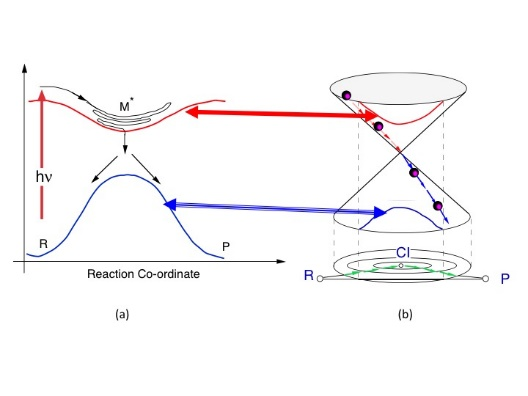 M*
hν
R
P
Reaction Co-ordinate
(a)
CI
R
P
(b)